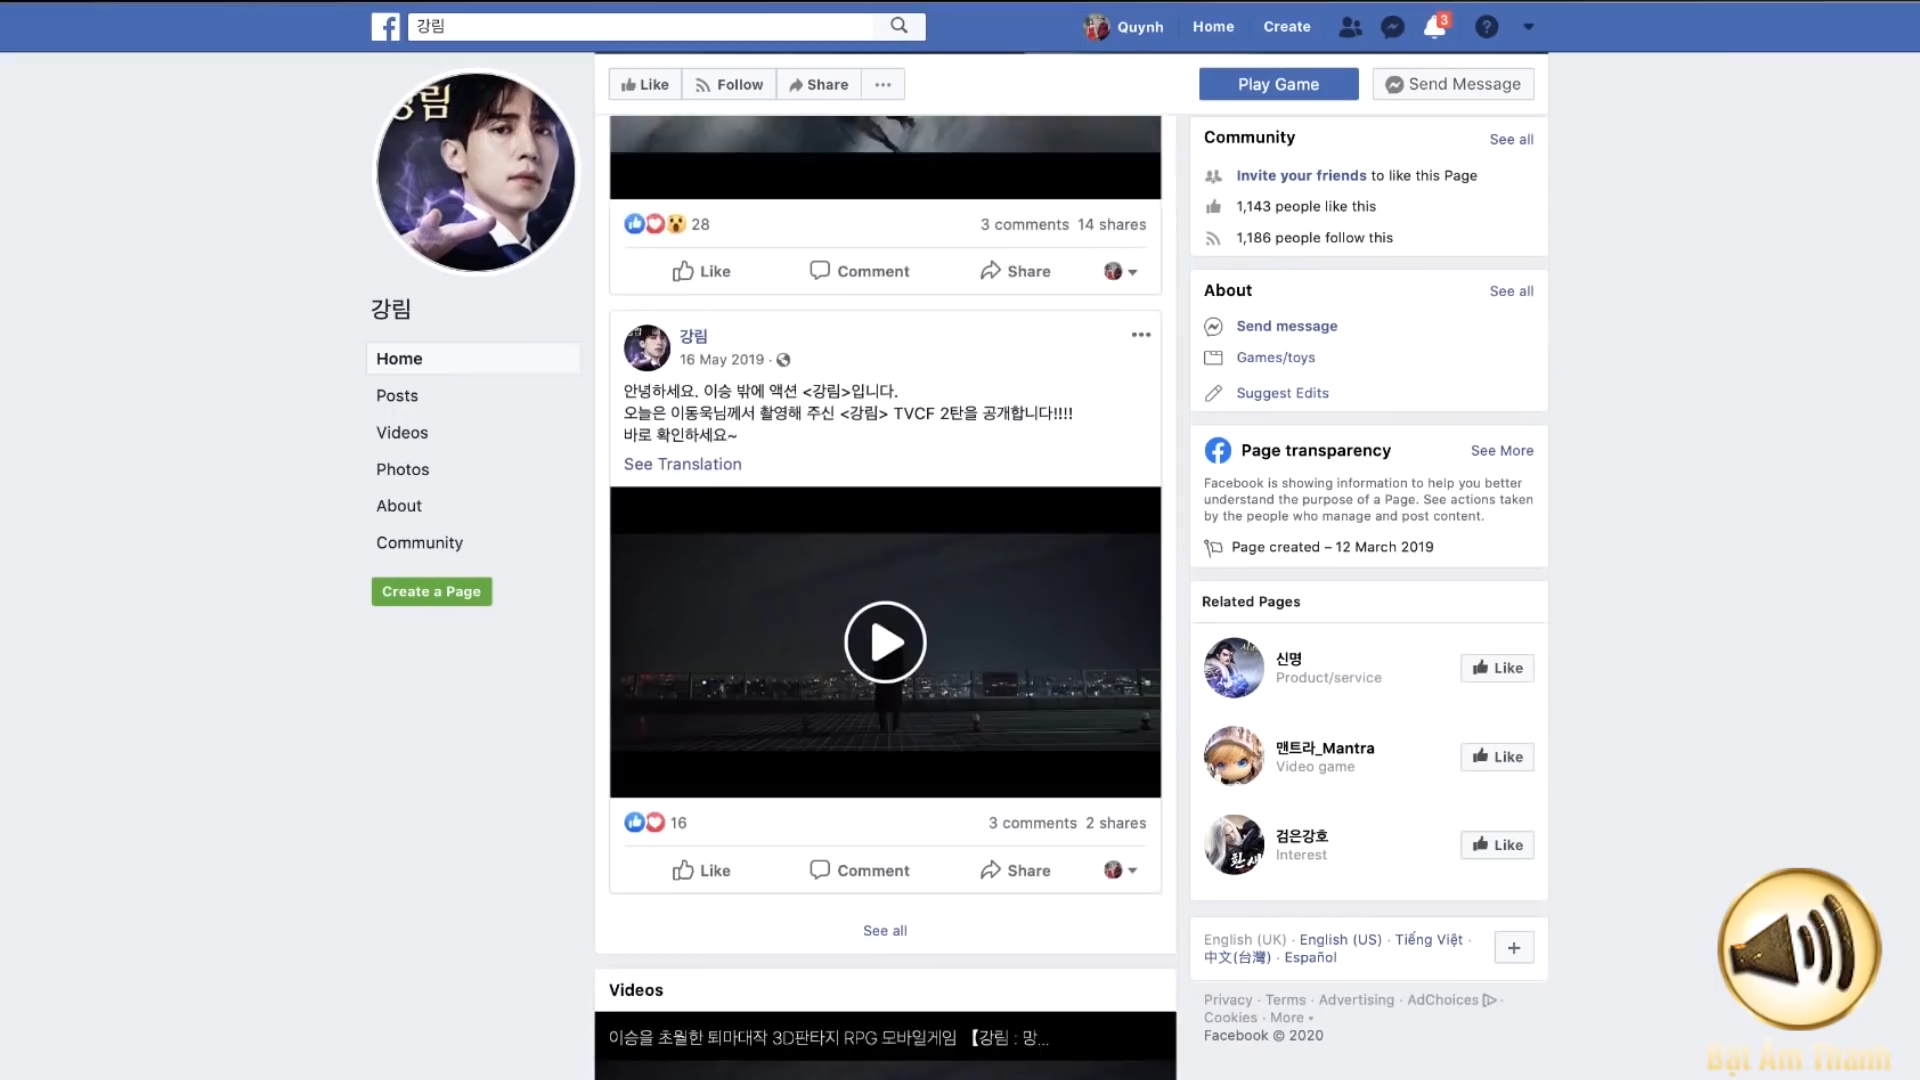 강림
Quynh
Home
Create
3
강림
Like
Follow
Share
Play Game
Send Message
강림
Home
Posts
Videos
Photos
About
Community
Create a Page
28
3 comments 14 shares
Like
Comment
Share
강림
16 May 2019 ·
안녕하세요. 이승 밖에 액션 <강림>입니다.
오늘은 이동욱님께서 촬영해 주신 <강림> TVCF 2탄을 공개합니다!!!!
바로 확인하세요~
See Translation
16
3 comments 2 shares
Like
Comment
Share
See all
Videos
이승을 초월한 퇴마대작 3D판타지 RPG 모바일게임 【강림 : 망...
Community
See all
Invite your friends to like this Page
1,143 people like this
1,186 people follow this
About
See all
Send message
Games/toys
Suggest Edits
Page transparency
See More
Facebook is showing information to help you better
understand the purpose of a Page. See actions taken
by the people who manage and post content.
Page created – 12 March 2019
Related Pages
신명
Product/service
Like
맨트라_Mantra
Video game
Like
검은강호
Interest
Like
English (UK) · English (US) · Tiếng Việt ·
中文(台灣) · Español
Privacy · Terms · Advertising · AdChoices ·
Cookies · More
Facebook © 2020
Bật Âm Thanh